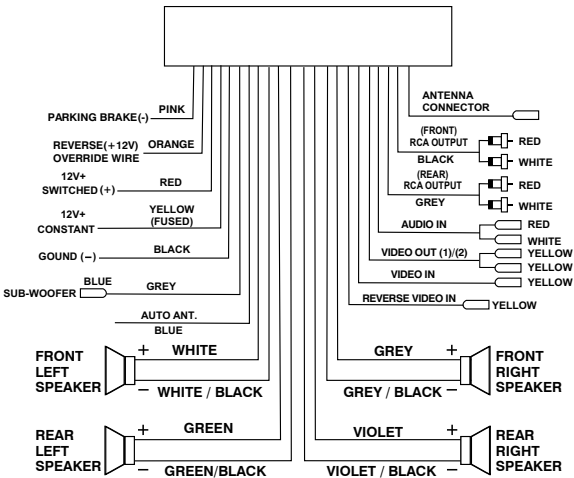 PARKING BRAKE(-) PINK
REVERSE(+12V) ORANGE
OVERRIDE WIRE
12V+
SWITCHED (+) RED
12V+
CONSTANT YELLOW
(FUSED)
GOUND (−) BLACK
SUB-WOOFER BLUE GREY
AUTO ANT.
BLUE
ANTENNA
CONNECTOR
(FRONT)
RCA OUTPUT RED
BLACK WHITE
(REAR)
RCA OUTPUT RED
GREY WHITE
AUDIO IN RED
WHITE
VIDEO OUT (1)/(2) YELLOW
YELLOW
VIDEO IN YELLOW
REVERSE VIDEO IN YELLOW
FRONT
LEFT
SPEAKER
+ WHITE
− WHITE / BLACK
GREY +
GREY / BLACK −
FRONT
RIGHT
SPEAKER
REAR
LEFT
SPEAKER
+ GREEN
− GREEN/BLACK
VIOLET +
VIOLET / BLACK −
REAR
RIGHT
SPEAKER